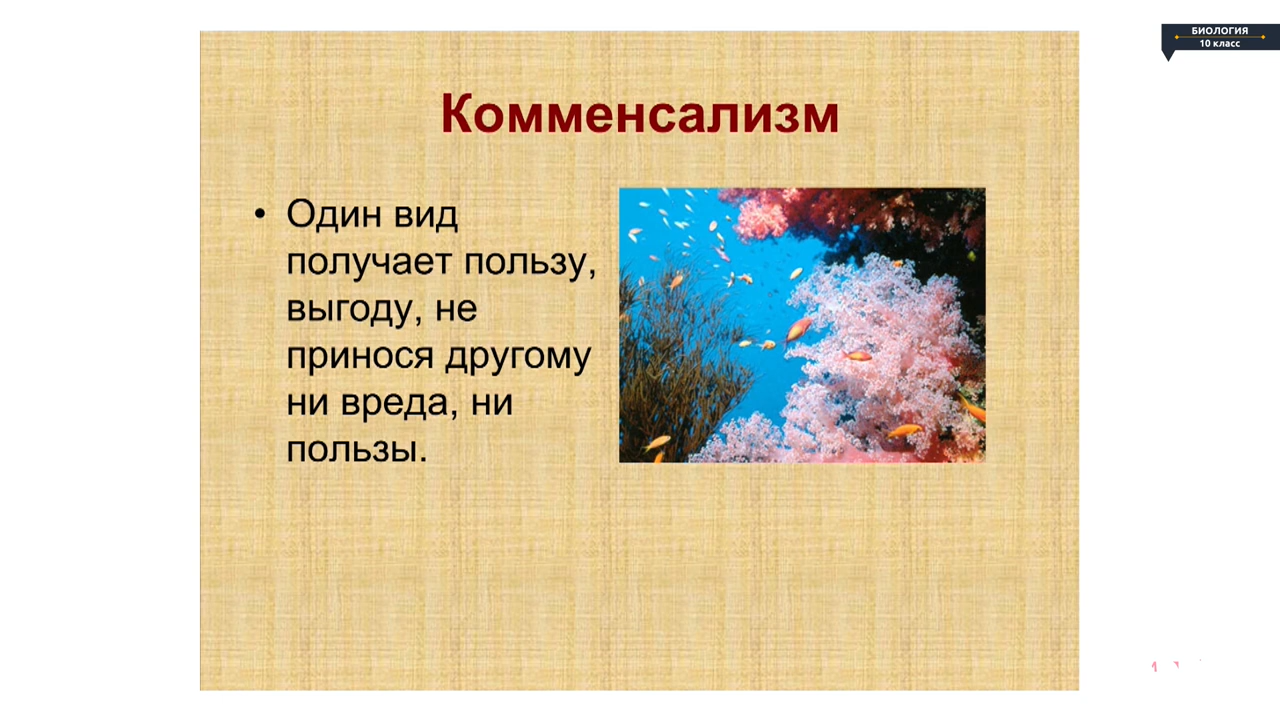 БИОЛОГИЯ
10 класс
Комменсализм
• Один вид
получает пользу,
выгоду, не
принося другому
ни вреда, ни
пользы.